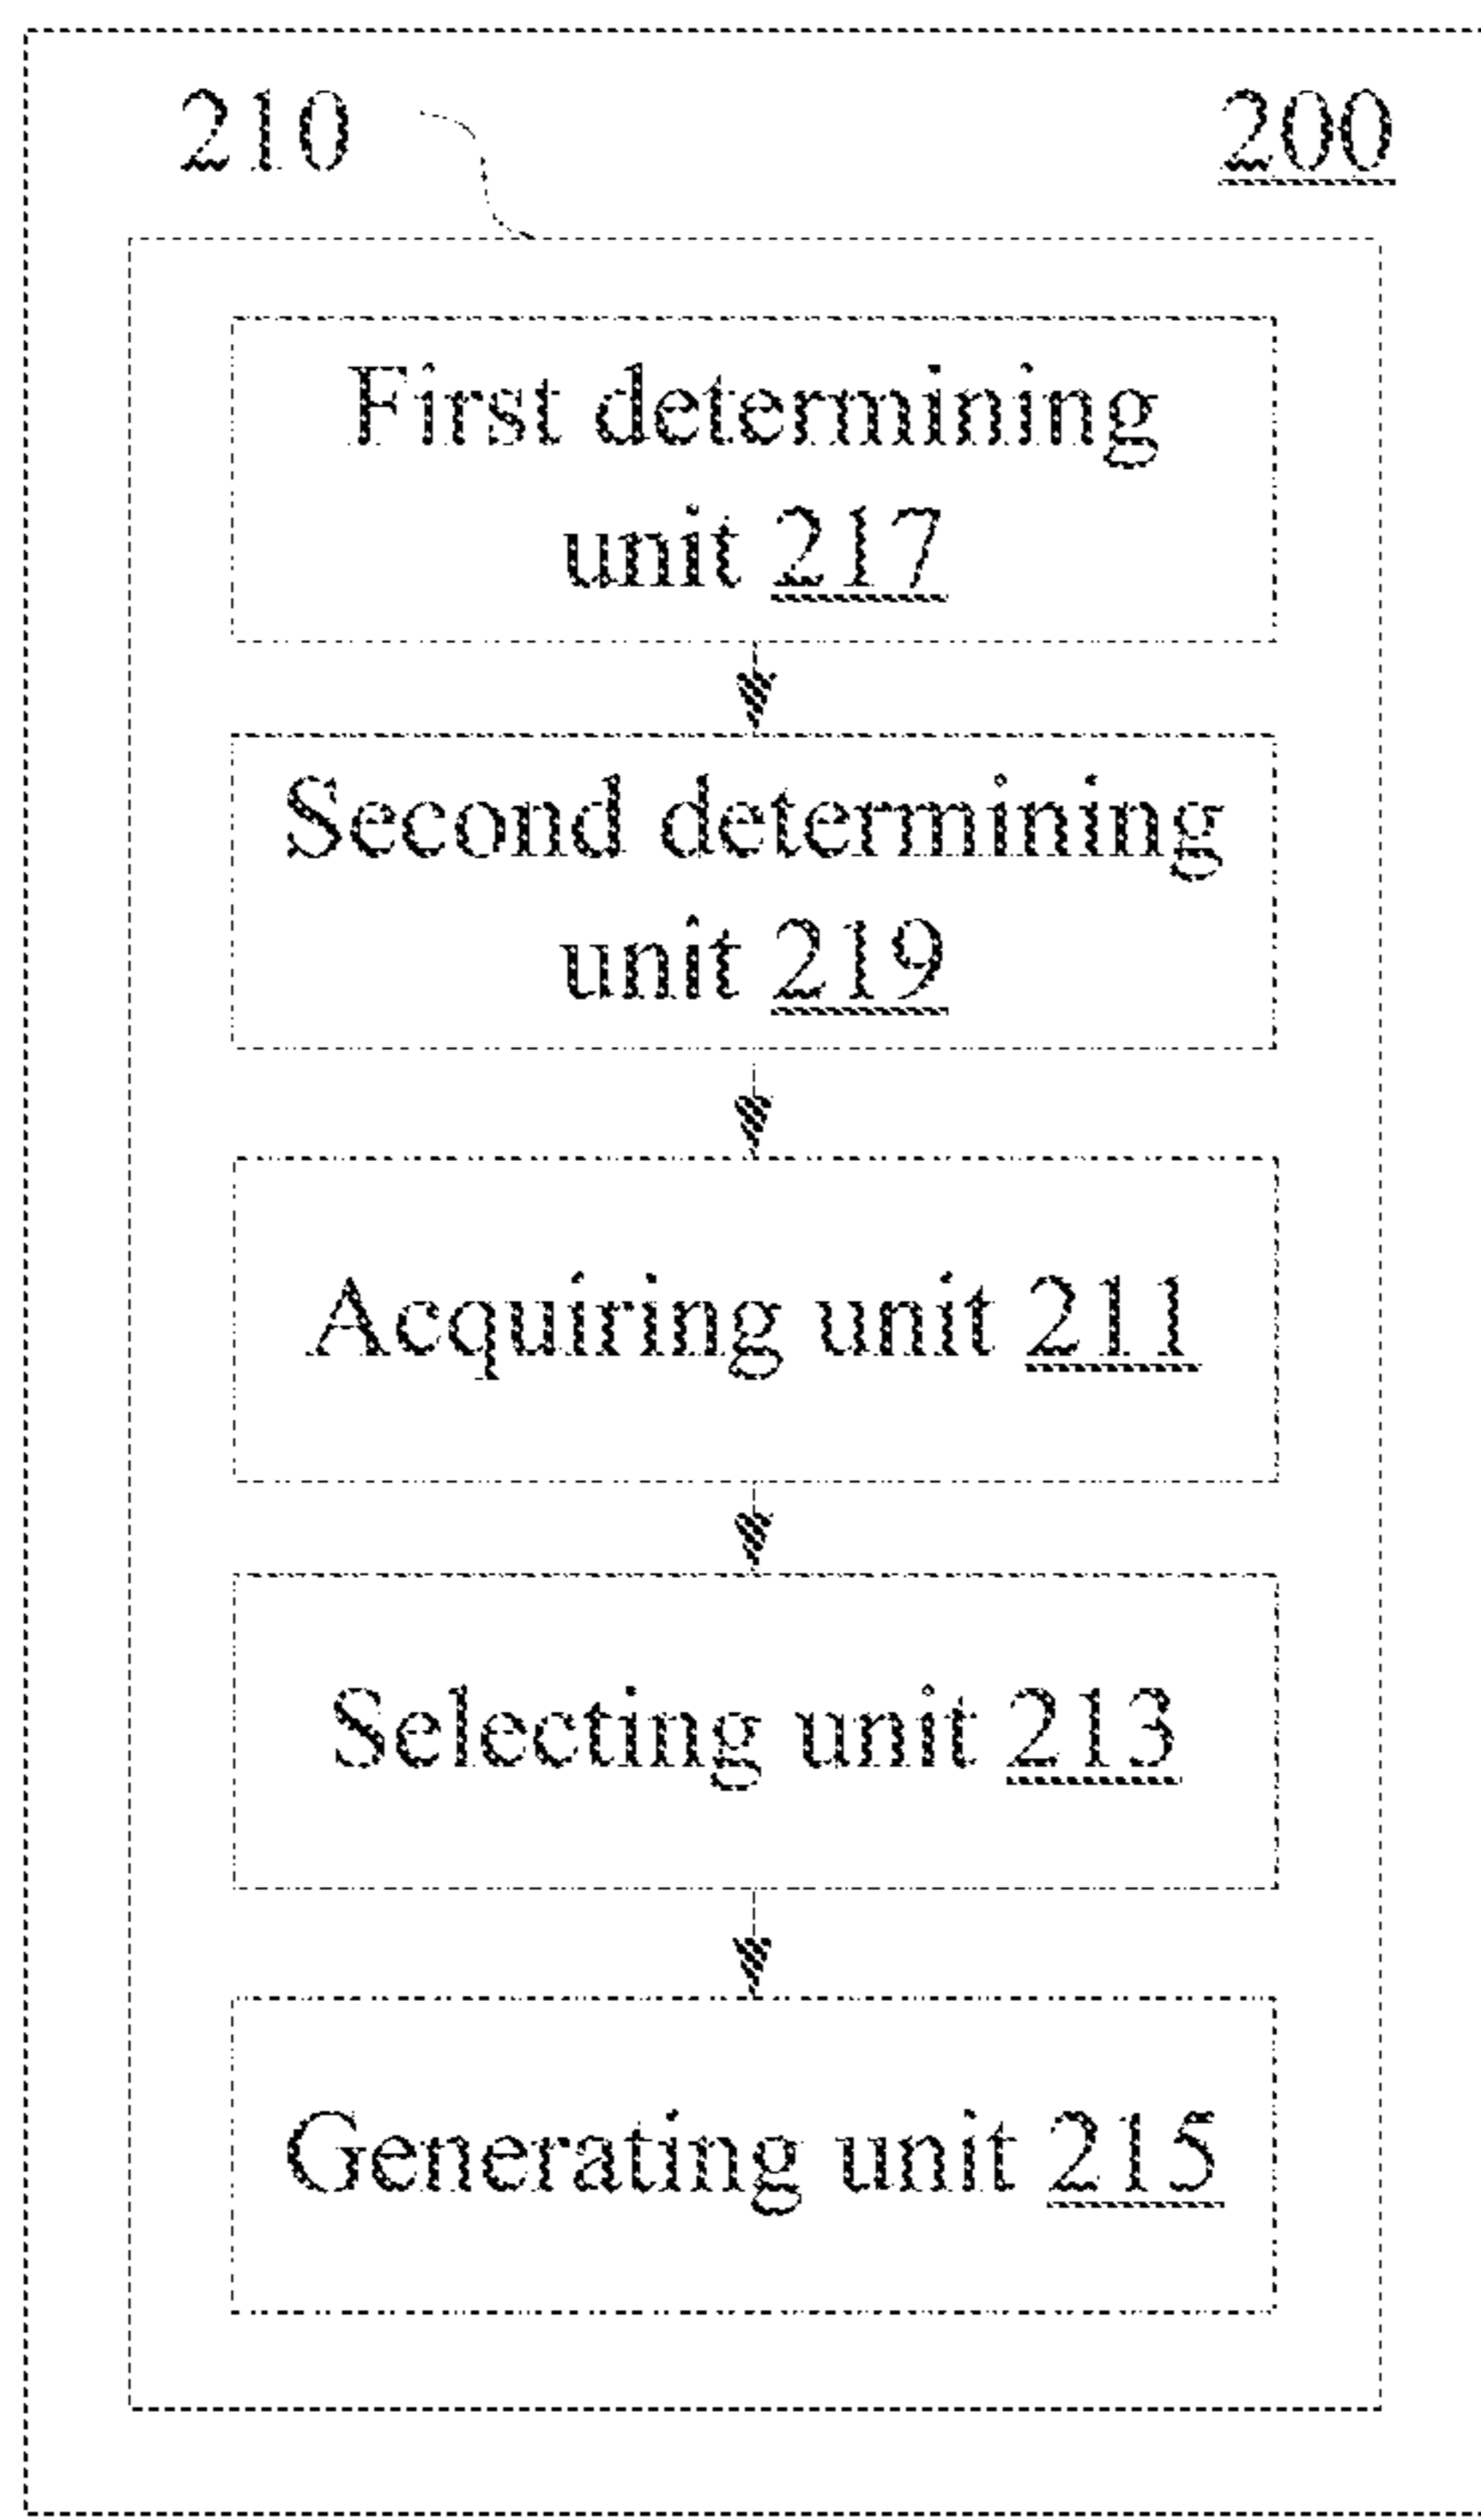 210 200
First determining
unit 217
Second determining
unit 219
Acquiring unit 211
Selecting unit 213
Generating unit 215